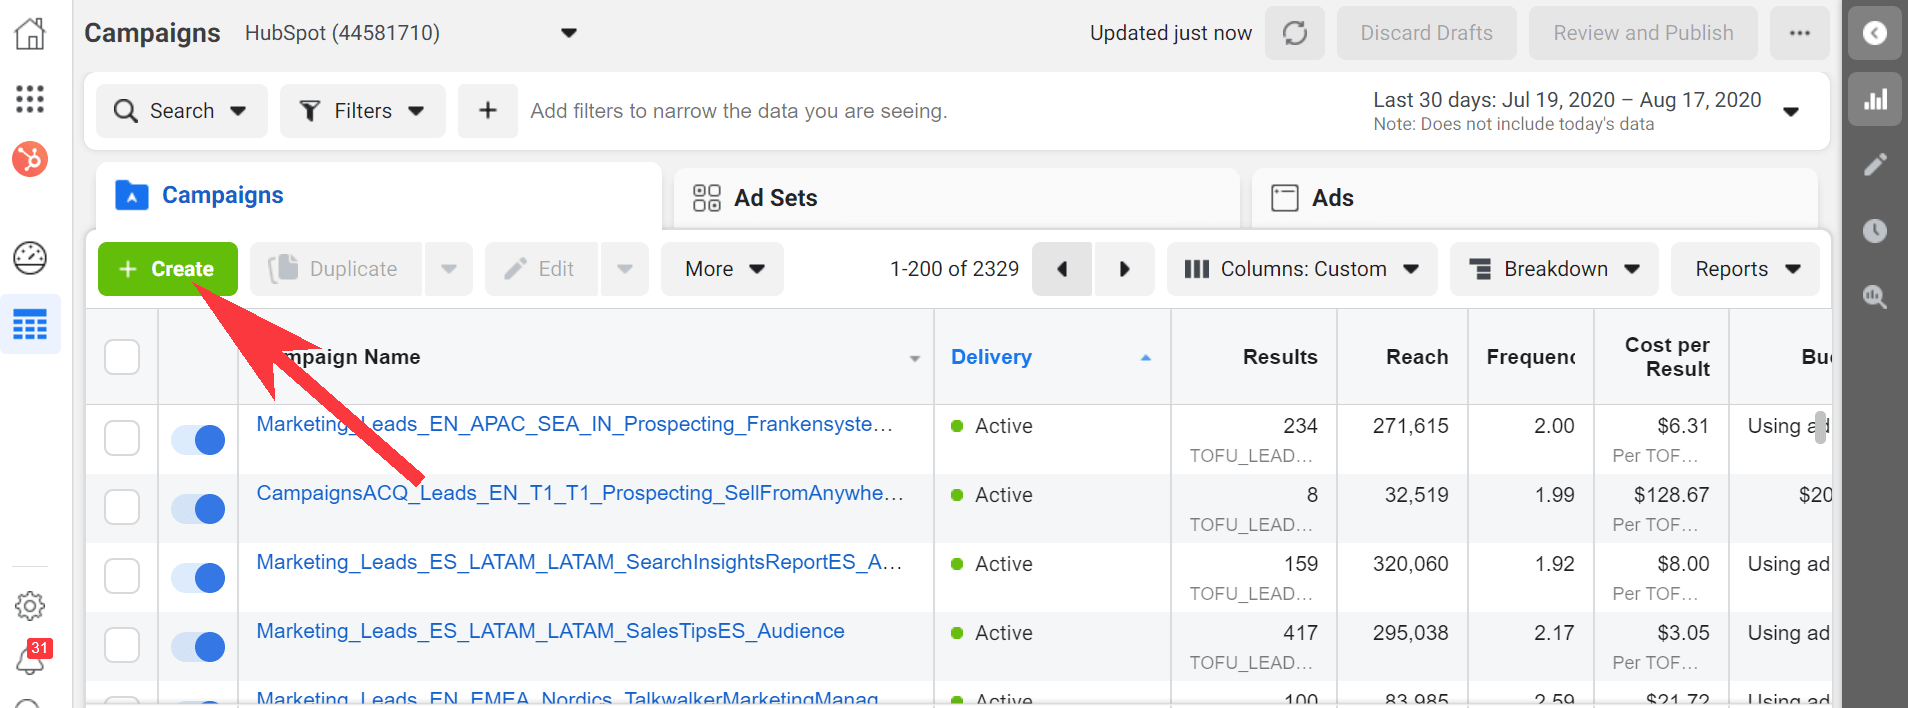 Campaigns HubSpot (44581710) Updated just now Discard Drafts Review and Publish
Search Filters + Add filters to narrow the data you are seeing. Last 30 days: Jul 19, 2020 – Aug 17, 2020
Note: Does not include today's data
Campaigns Ad Sets Ads
+ Create Duplicate Edit More 1-200 of 2329 Columns: Custom Breakdown Reports
mpaign Name Delivery Results Reach Frequenc Cost per Result Bu
Marketing_Leads_EN_APAC_SEA_IN_Prospecting_Frankensyste... Active 234 271,615 2.00 $6.31 Using ad
TOFU_LEAD... Per TOF...
CampaignsACQ_Leads_EN_T1_T1_Prospecting_SellFromAnywhe... Active 8 32,519 1.99 $128.67 $20
TOFU_LEAD... Per TOF...
Marketing_Leads_ES_LATAM_LATAM_SearchInsightsReportES_A... Active 159 320,060 1.92 $8.00 Using ad
TOFU_LEAD... Per TOF...
Marketing_Leads_ES_LATAM_LATAM_SalesTipsES_Audience Active 417 295,038 2.17 $3.05 Using ad
TOFU_LEAD... Per TOF...
31
Marketing_Leads_EN_EMEA_Nordics_TalkwalkerMarketingManag Active 100 83,985 2.59 $21.72 Using ad